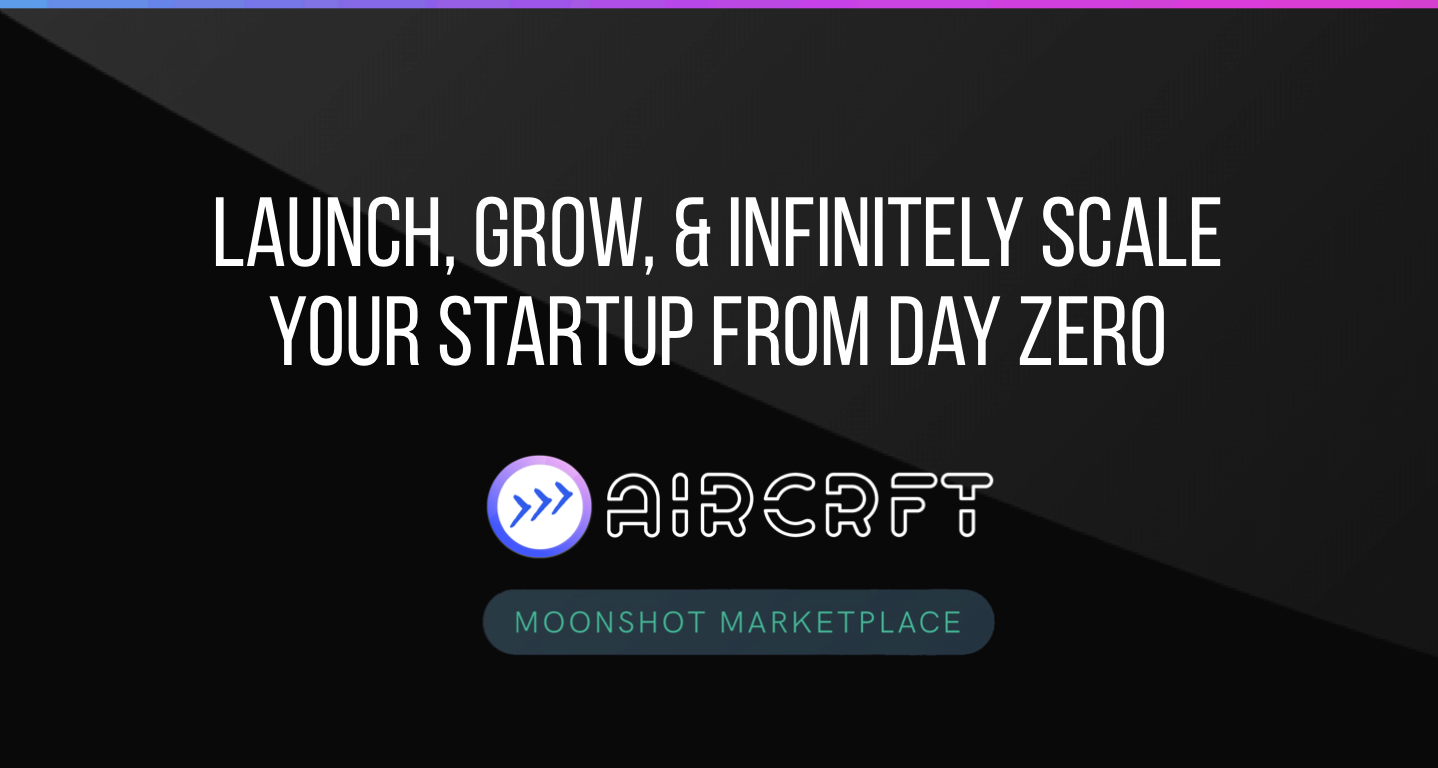 LAUNCH, GROW, & INFINITELY SCALE
YOUR STARTUP FROM DAY ZERO
AIRCRFT
MOONSHOT MARKETPLACE